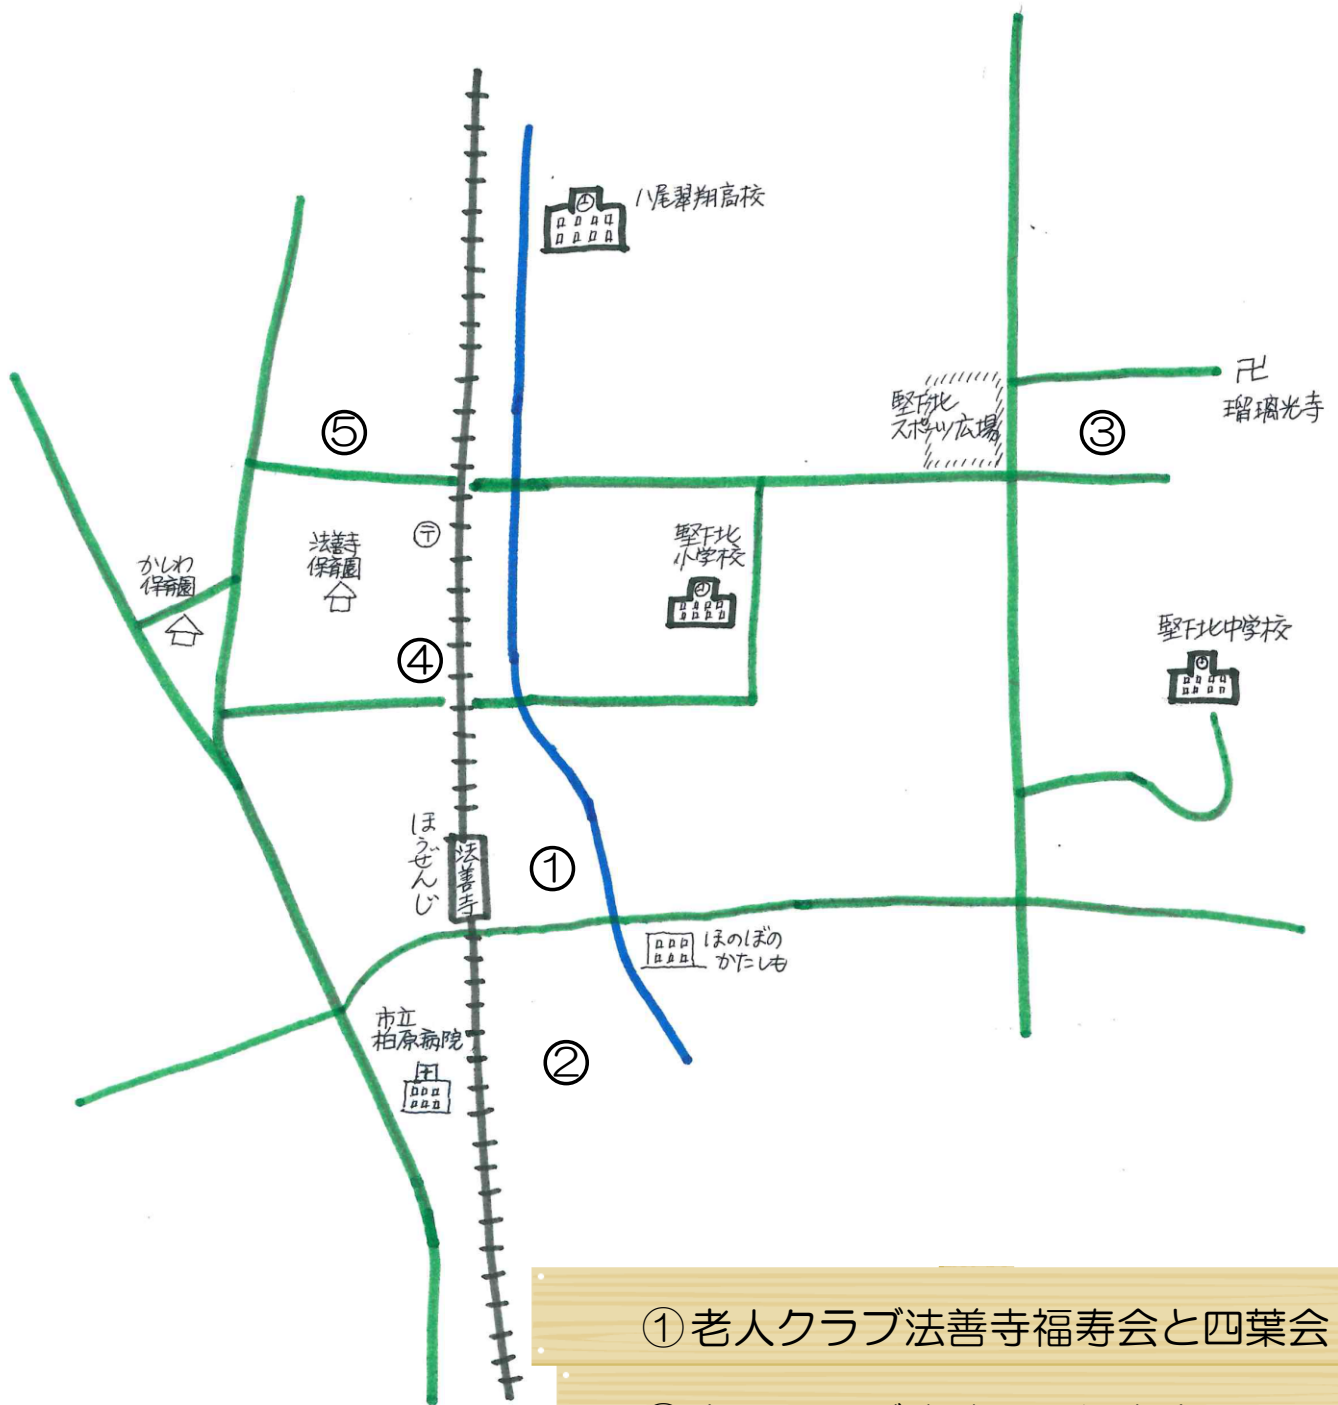 八尾翠翔高校
卍
瑠璃光寺
堅下北
スポーツ広場
③
⑤
〒
法善寺
保育園
堅下北
小学校
かしわ
保育園
堅下北中学校
④
ほうぜんじ
法善寺
①
ほのぼの
かたしも
市立
柏原病院
②
①老人クラブ法善寺福寿会と四葉会